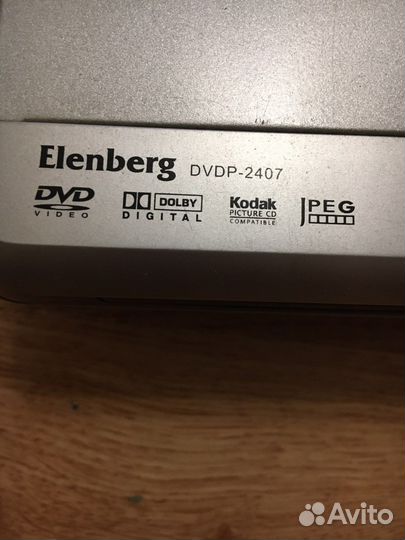 Elenberg DVDP-2407
DVD VIDEO
DOLBY DIGITAL
Kodak PICTURE CD COMPATIBLE
JPEG
Avito